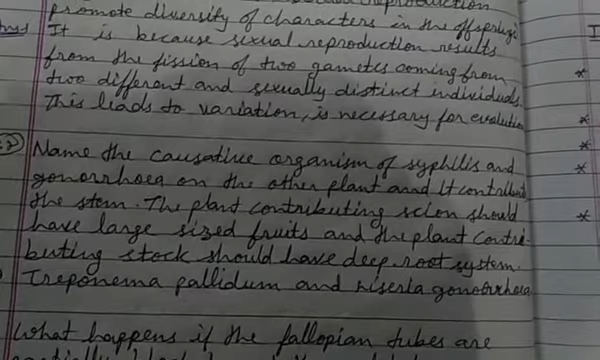 promote diversity of characters in the offspring.
Ans It is because sexual reproduction results
from the fission of two gametes coming from
two different and sexually distinct individuals.
This leads to variation, is necessary for evolution
Name the causative organism of syphilis and
gonorrhoea on the other plant and it contribut
the stem. The plant contributing scion should
have large sized fruits and the plant contri-
buting stock should have deep root system.
Treponema pallidum and
What happens if the fallopian tubes are